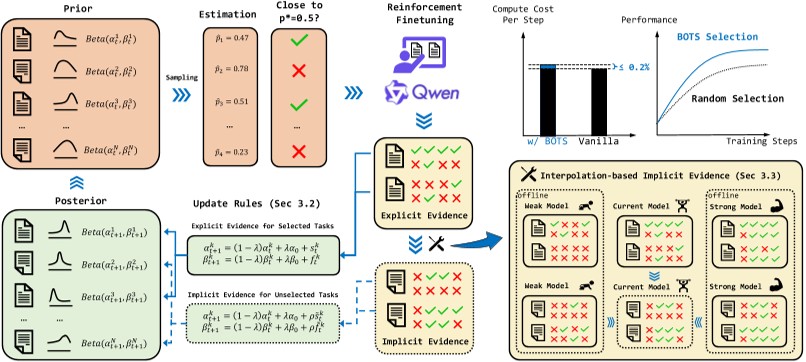 Prior
Beta(α_t^1, β_t^1)
Beta(α_t^2, β_t^2)
Beta(α_t^3, β_t^3)
...
...
Beta(α_t^N, β_t^N)
Sampling
Estimation
p̂₁ = 0.47
p̂₂ = 0.78
p̂₃ = 0.51
...
p̂₄ = 0.23
Close to
p*=0.5?
...
Reinforcement
Finetuning
Qwen
Explicit Evidence
Implicit Evidence
Compute Cost
Per Step
≤ 0.2%
w/ BOTS
Vanilla
Performance
BOTS Selection
Random Selection
Training Steps
Posterior
Beta(α_{t+1}^1, β_{t+1}^1)
Beta(α_{t+1}^2, β_{t+1}^2)
Beta(α_{t+1}^3, β_{t+1}^3)
...
...
Beta(α_{t+1}^N, β_{t+1}^N)
Update Rules (Sec 3.2)
Explicit Evidence for Selected Tasks
α_{t+1}^k = (1 − λ)α_t^k + λα_0 + s_t^k
β_{t+1}^k = (1 − λ)β_t^k + λβ_0 + f_t^k
Implicit Evidence for Unselected Tasks
α_{t+1}^k = (1 − λ)α_t^k + λα_0 + ρs̃_t^k
β_{t+1}^k = (1 − λ)β_t^k + λβ_0 + ρf̃_t^k
Interpolation-based Implicit Evidence (Sec 3.3)
offline
Weak Model
Current Model
offline
Strong Model
Weak Model
Current Model
Strong Model